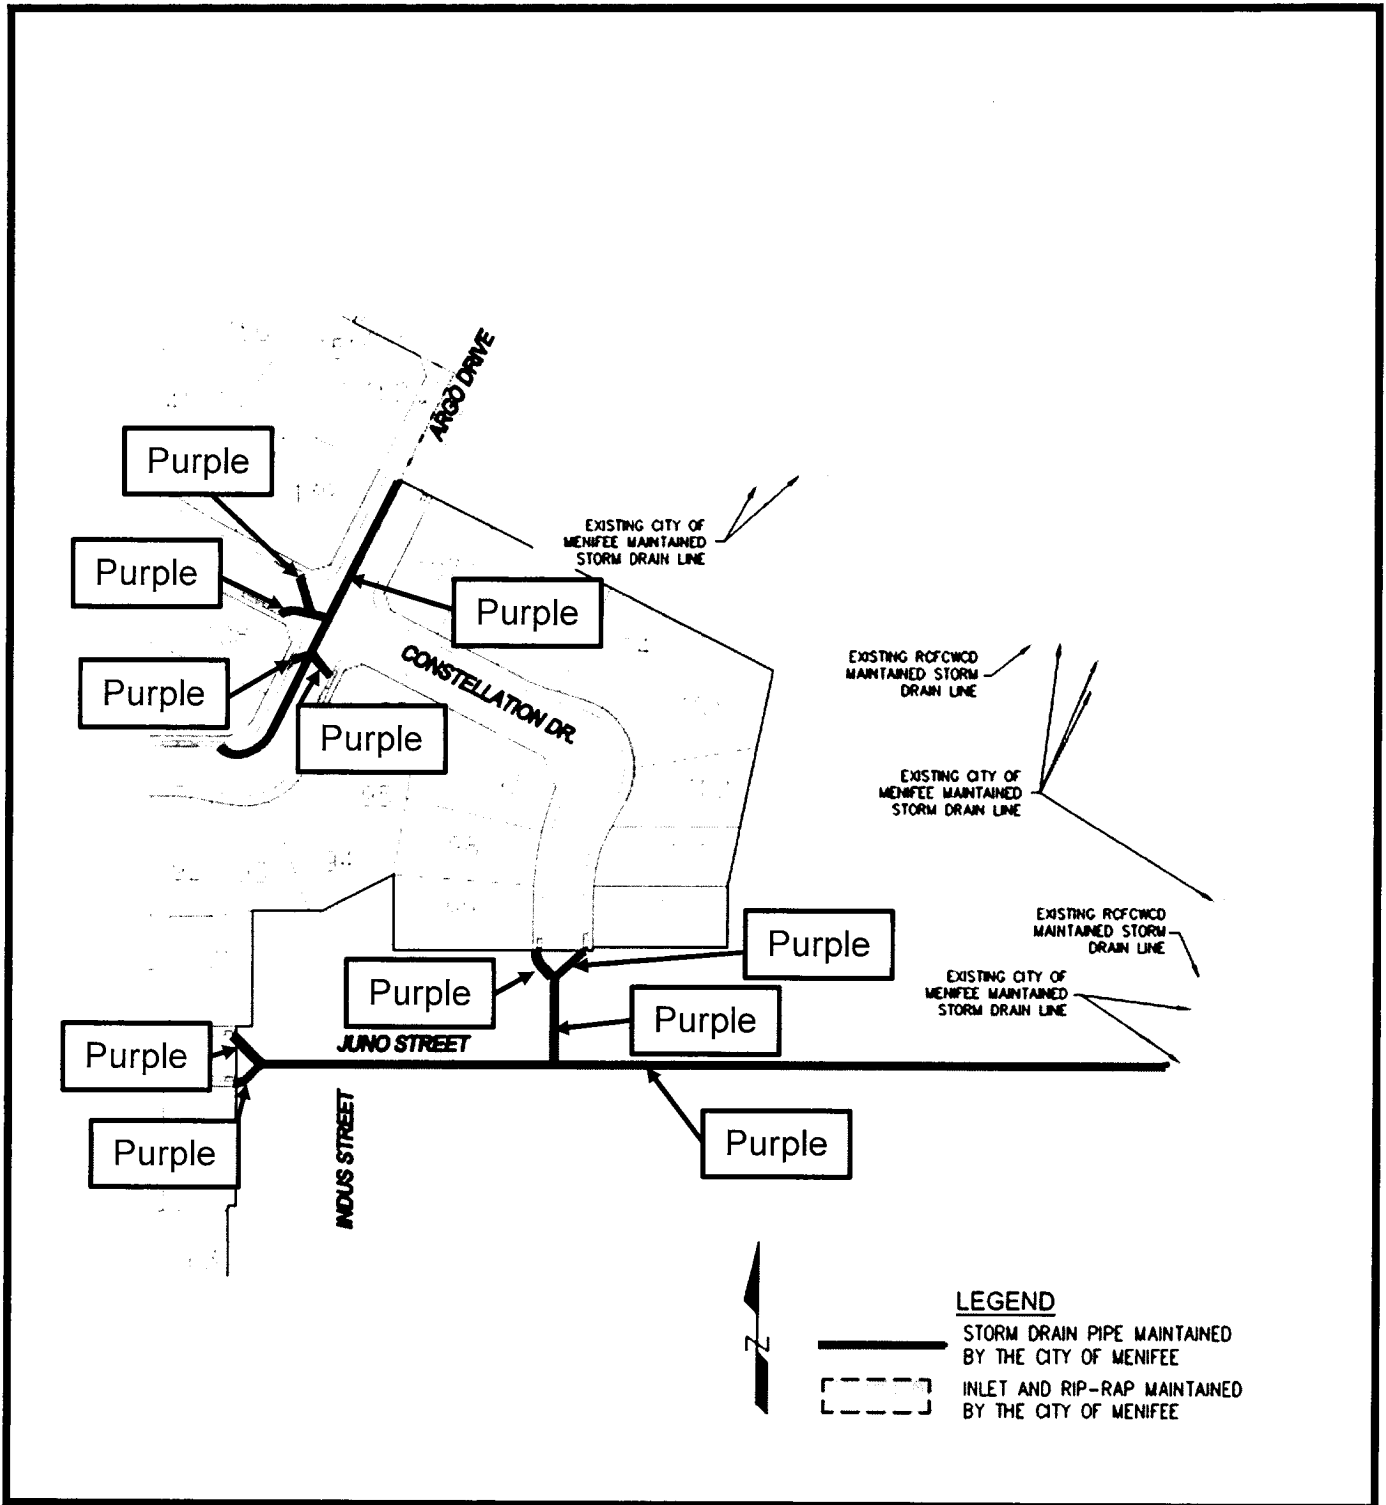 ARGO DRIVE
Purple
EXISTING CITY OF
MENIFEE MAINTAINED
STORM DRAIN LINE
Purple
Purple
CONSTELLATION DR.
EXISTING RCFCWCD
MAINTAINED STORM
DRAIN LINE
Purple
Purple
EXISTING CITY OF
MENIFEE MAINTAINED
STORM DRAIN LINE
94
Purple
EXISTING RCFCWCD
MAINTAINED STORM
DRAIN LINE
Purple
EXISTING CITY OF
MENIFEE MAINTAINED
STORM DRAIN LINE
Purple
Purple
JUNO STREET
Purple
Purple
INDUS STREET
N
LEGEND
STORM DRAIN PIPE MAINTAINED
BY THE CITY OF MENIFEE
INLET AND RIP-RAP MAINTAINED
BY THE CITY OF MENIFEE